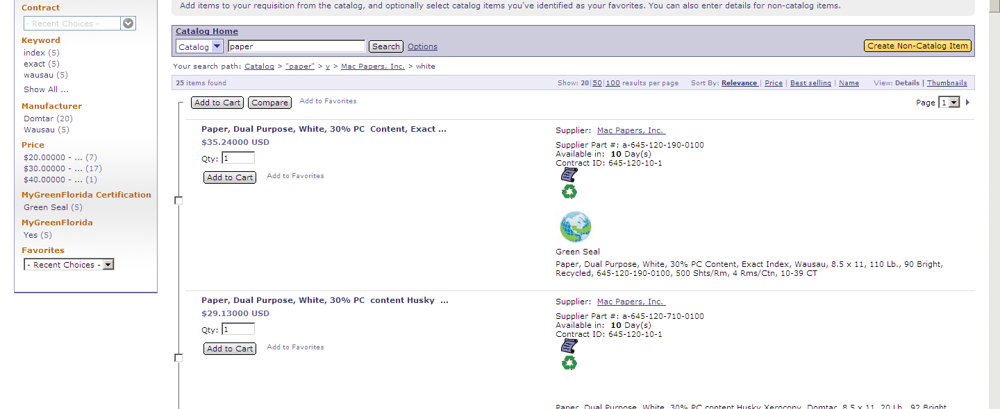 Add items to your requisition from the catalog, and optionally select catalog items you've identified as your favorites. You can also enter details for non-catalog items.
Contract
- Recent Choices -
Keyword
index (5)
exact (5)
wausau (5)
Show All ...
Manufacturer
Domtar (20)
Wausau (5)
Price
$20.00000 - ... (7)
$30.00000 - ... (17)
$40.00000 - ... (1)
MyGreenFlorida Certification
Green Seal (5)
MyGreenFlorida
Yes (5)
Favorites
- Recent Choices -
Catalog Home
Catalog paper Search Options Create Non-Catalog Item
Your search path: Catalog > "paper" > y > Mac Papers, Inc. > white
25 items found Show: 20|50|100 results per page Sort By: Relevance | Price | Best selling | Name View: Details | Thumbnails
Add to Cart Compare Add to Favorites Page 1
Paper, Dual Purpose, White, 30% PC Content, Exact ...
$35.24000 USD
Qty: 1
Add to Cart Add to Favorites
Supplier: Mac Papers, Inc.
Supplier Part #: a-645-120-190-0100
Available in: 10 Day(s)
Contract ID: 645-120-10-1
Green Seal
Paper, Dual Purpose, White, 30% PC Content, Exact Index, Wausau, 8.5 x 11, 110 Lb., 90 Bright,
Recycled, 645-120-190-0100, 500 Shts/Rm, 4 Rms/Ctn, 10-39 CT
Paper, Dual Purpose, White, 30% PC content Husky ...
$29.13000 USD
Qty: 1
Add to Cart Add to Favorites
Supplier: Mac Papers, Inc.
Supplier Part #: a-645-120-710-0100
Available in: 10 Day(s)
Contract ID: 645-120-10-1
Paper, Dual Purpose, White, 30% PC content Husky Xerocopy, Domtar, 8.5 x 11, 20 Lb., 92 Bright,